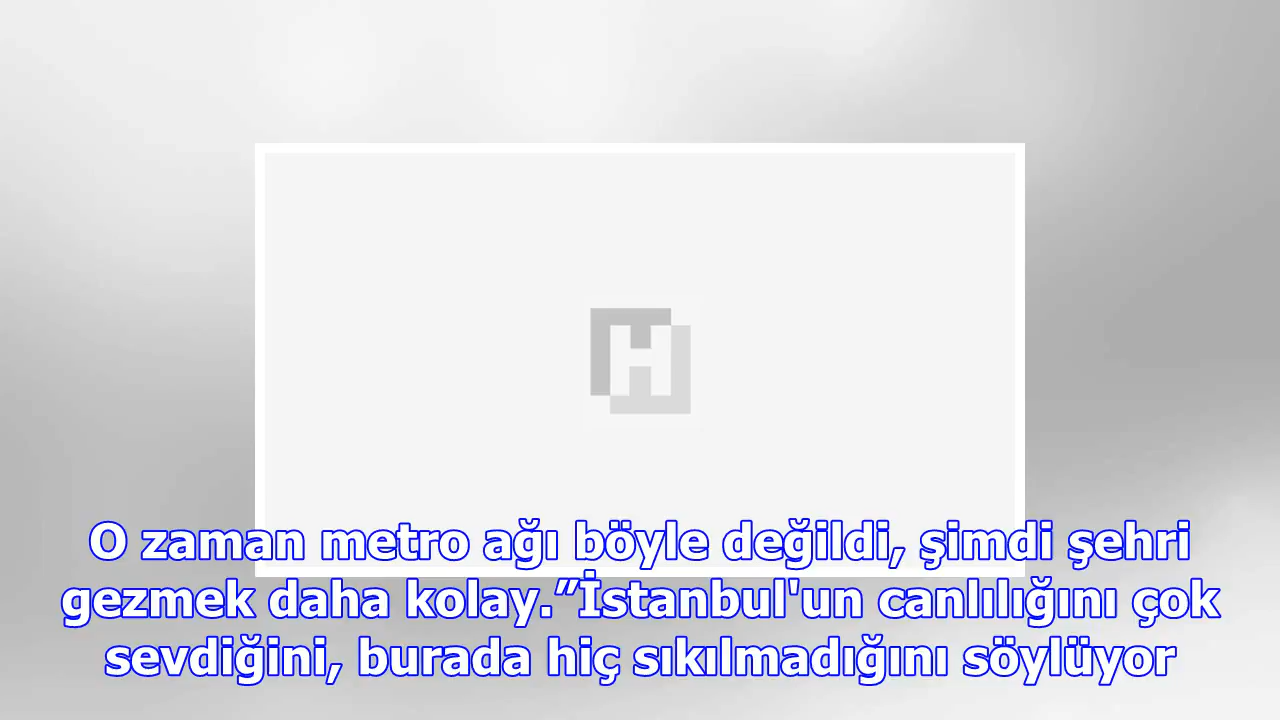 H
O zaman metro ağı böyle değildi, şimdi şehri
gezmek daha kolay.”İstanbul'un canlılığını çok
sevdiğini, burada hiç sıkılmadığını söylüyor